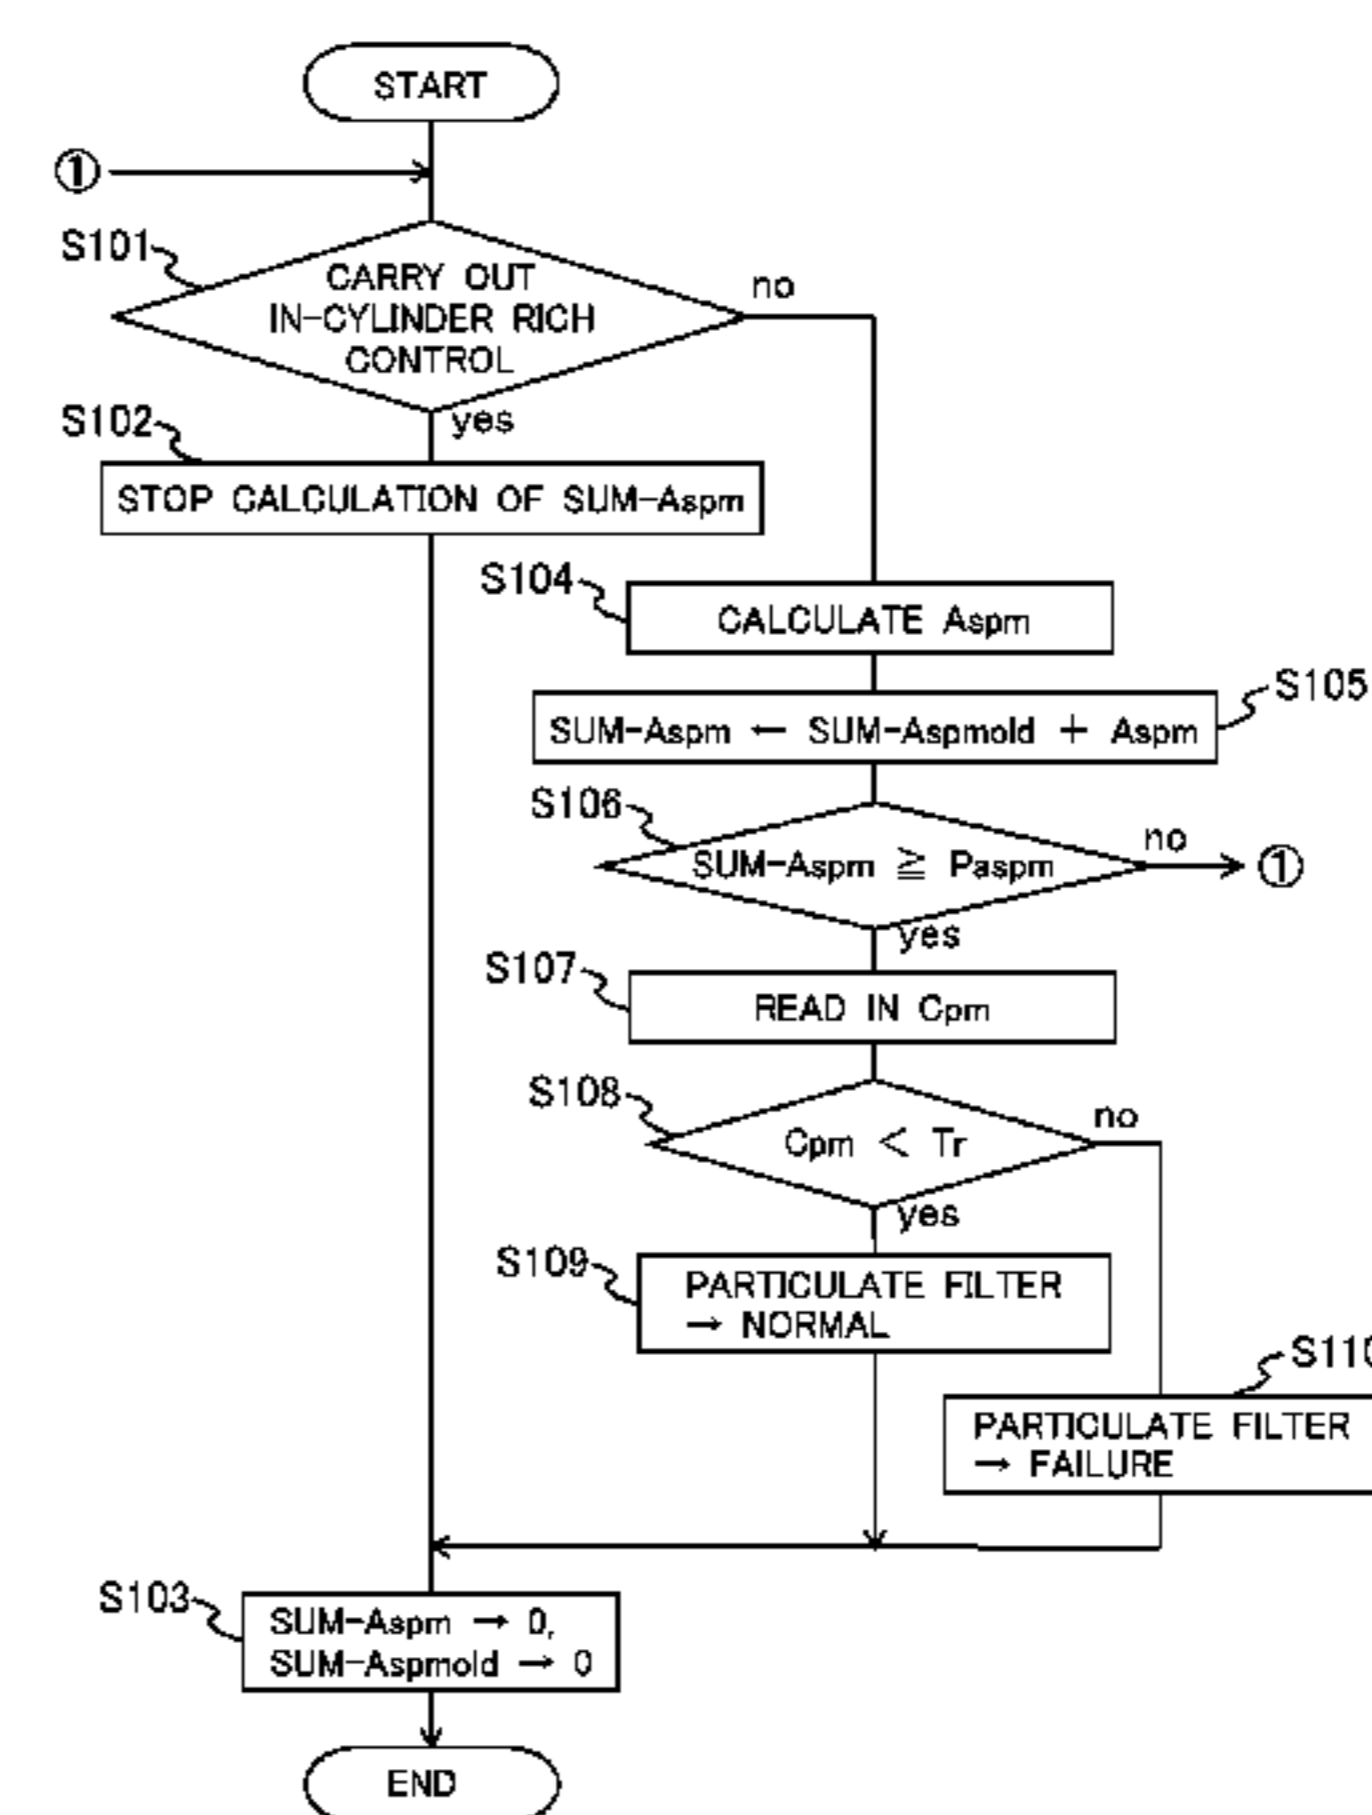 START
①
S101
CARRY OUT
IN-CYLINDER RICH
CONTROL
no
yes
S102
STOP CALCULATION OF SUM-Aspm
S104
CALCULATE Aspm
S105
SUM-Aspm ← SUM-Aspmold + Aspm
S106
SUM-Aspm ≧ Paspm
no
①
yes
S107
READ IN Cpm
S108
Cpm < Tr
no
yes
S109
PARTICULATE FILTER
→ NORMAL
S110
PARTICULATE FILTER
→ FAILURE
S103
SUM-Aspm → 0,
SUM-Aspmold → 0
END